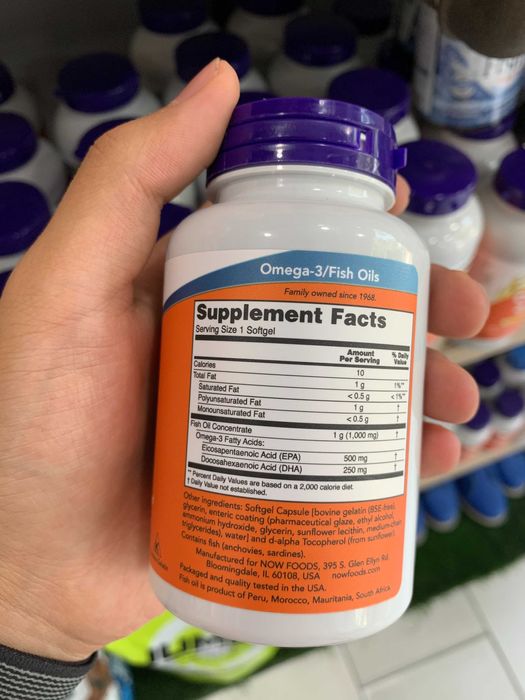 Omega-3/Fish Oils
Family owned since 1968.
Supplement Facts
Serving Size 1 Softgel
Amount Per Serving % Daily Value
Calories 10
Total Fat 1 g 1%**
Saturated Fat <0.5 g <1%**
Polyunsaturated Fat 1 g †
Monounsaturated Fat <0.5 g †
Fish Oil Concentrate 1 g (1,000 mg) †
Omega-3 Fatty Acids:
Eicosapentaenoic Acid (EPA) 500 mg †
Docosahexaenoic Acid (DHA) 250 mg †
** Percent Daily Values are based on a 2,000 calorie diet.
† Daily Value not established.
Other ingredients: Softgel Capsule [bovine gelatin (BSE-free),
glycerin, enteric coating (pharmaceutical glaze, ethyl alcohol,
ammonium hydroxide, glycerin, sunflower lecithin, medium-chain
triglycerides), water] and d-alpha Tocopherol (from sunflower).
Contains fish (anchovies, sardines).
Manufactured for NOW FOODS, 395 S. Glen Ellyn Rd.
Bloomingdale, IL 60108, USA nowfoods.com
Packaged and quality tested in the USA.
Fish oil is product of Peru, Morocco, Mauritania, South Africa